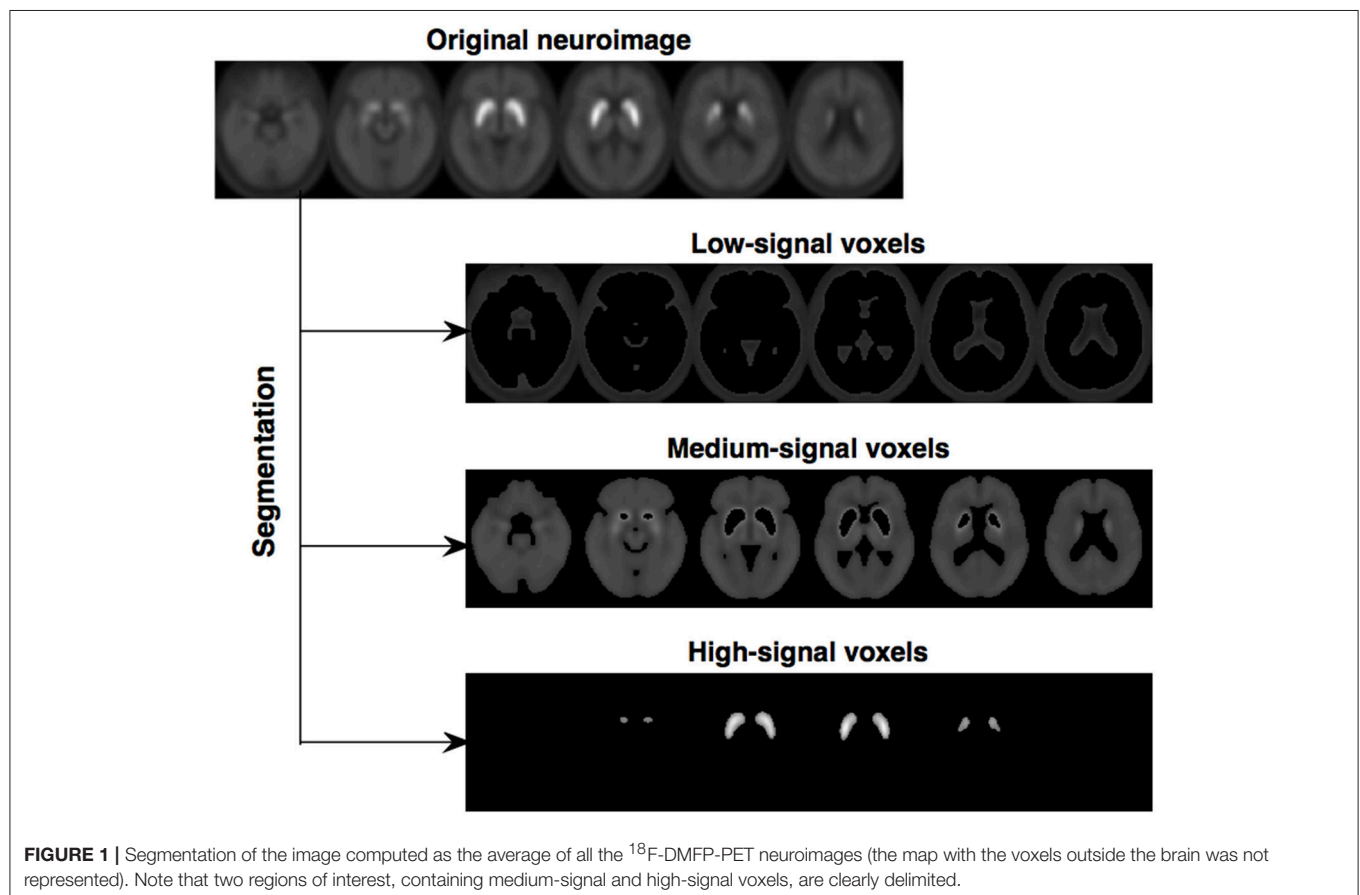 Original neuroimage
Low-signal voxels
Segmentation
Medium-signal voxels
High-signal voxels
FIGURE 1 | Segmentation of the image computed as the average of all the ¹⁸F-DMFP-PET neuroimages (the map with the voxels outside the brain was not
represented). Note that two regions of interest, containing medium-signal and high-signal voxels, are clearly delimited.